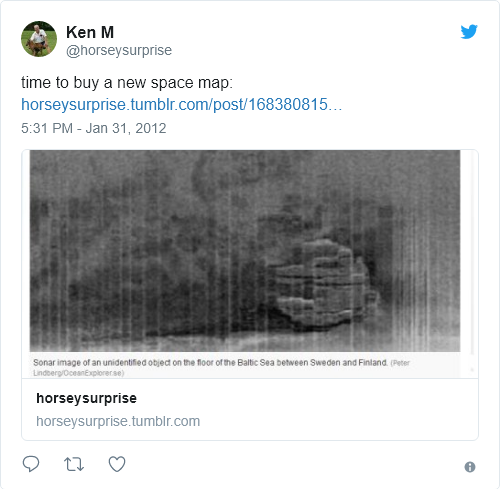 Ken M
@horseysurprise
time to buy a new space map:
horseysurprise.tumblr.com/post/168380815…
5:31 PM - Jan 31, 2012
Sonar image of an unidentified object on the floor of the Baltic Sea between Sweden and Finland. (Peter
Lindberg/OceanExplorer.se)
horseysurprise
horseysurprise.tumblr.com